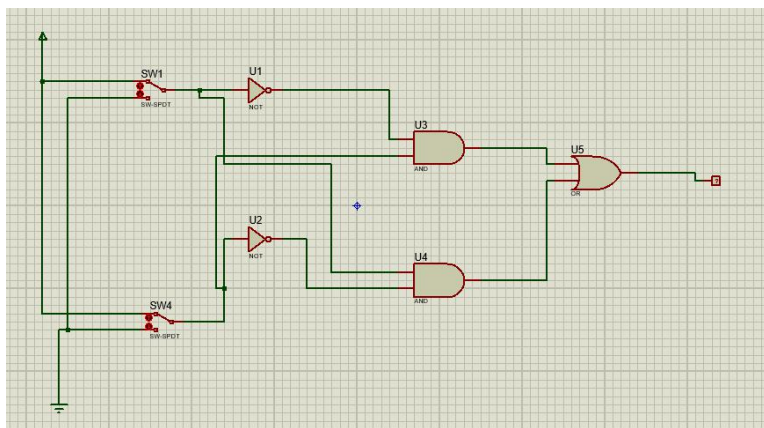 SW1
SW-SPDT
U1
NOT
U3
AND
U5
OR
U2
NOT
U4
AND
SW4
SW-SPDT
?